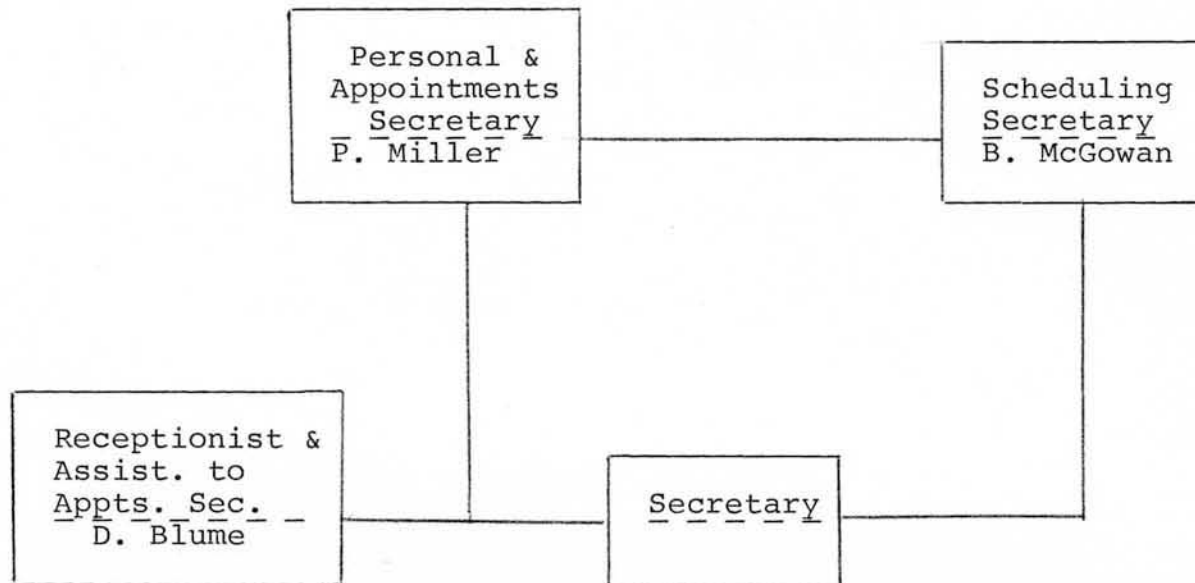 Personal &
Appointments
Secretary
P. Miller
Scheduling
Secretary
B. McGowan
Receptionist &
Assist. to
Appts. Sec.
D. Blume
Secretary